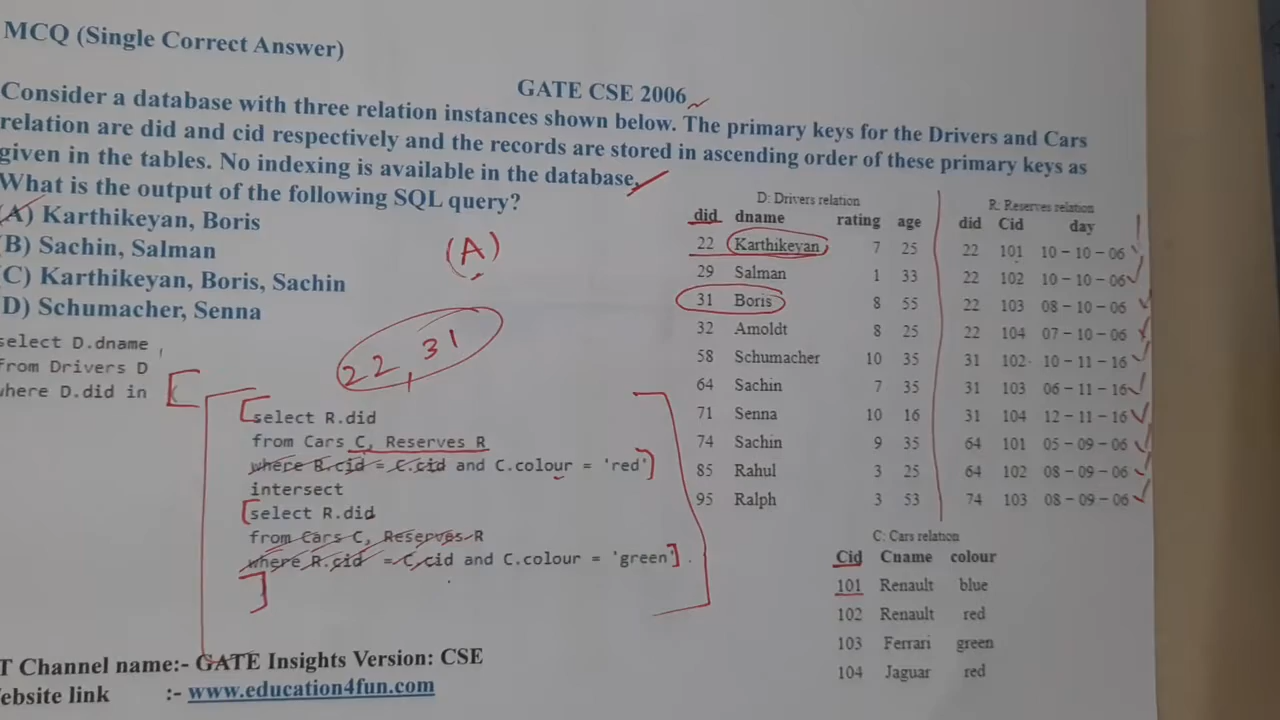 MCQ (Single Correct Answer)
GATE CSE 2006
Consider a database with three relation instances shown below. The primary keys for the Drivers and Cars
relation are did and cid respectively and the records are stored in ascending order of these primary keys as
given in the tables. No indexing is available in the database.
What is the output of the following SQL query?
(A) Karthikeyan, Boris
(B) Sachin, Salman
(C) Karthikeyan, Boris, Sachin
D) Schumacher, Senna
(A)
22, 31
select D.dname
from Drivers D
where D.did in (
select R.did
from Cars C, Reserves R
where R.cid = C.cid and C.colour = 'red'
intersect
select R.did
from Cars C, Reserves R
where R.cid = C.cid and C.colour = 'green'
D: Drivers relation
did dname rating age
22 Karthikeyan 7 25
29 Salman 1 33
31 Boris 8 55
32 Amoldt 8 25
58 Schumacher 10 35
64 Sachin 7 35
71 Senna 10 16
74 Sachin 9 35
85 Rahul 3 25
95 Ralph 3 53
R: Reserves relation
did Cid day
22 101 10-10-06
22 102 10-10-06
22 103 08-10-06
22 104 07-10-06
31 102 10-11-16
31 103 06-11-16
31 104 12-11-16
64 101 05-09-06
64 102 08-09-06
74 103 08-09-06
C: Cars relation
Cid Cname colour
101 Renault blue
102 Renault red
103 Ferrari green
104 Jaguar red
T Channel name:- GATE Insights Version: CSE
ebsite link :- www.education4fun.com